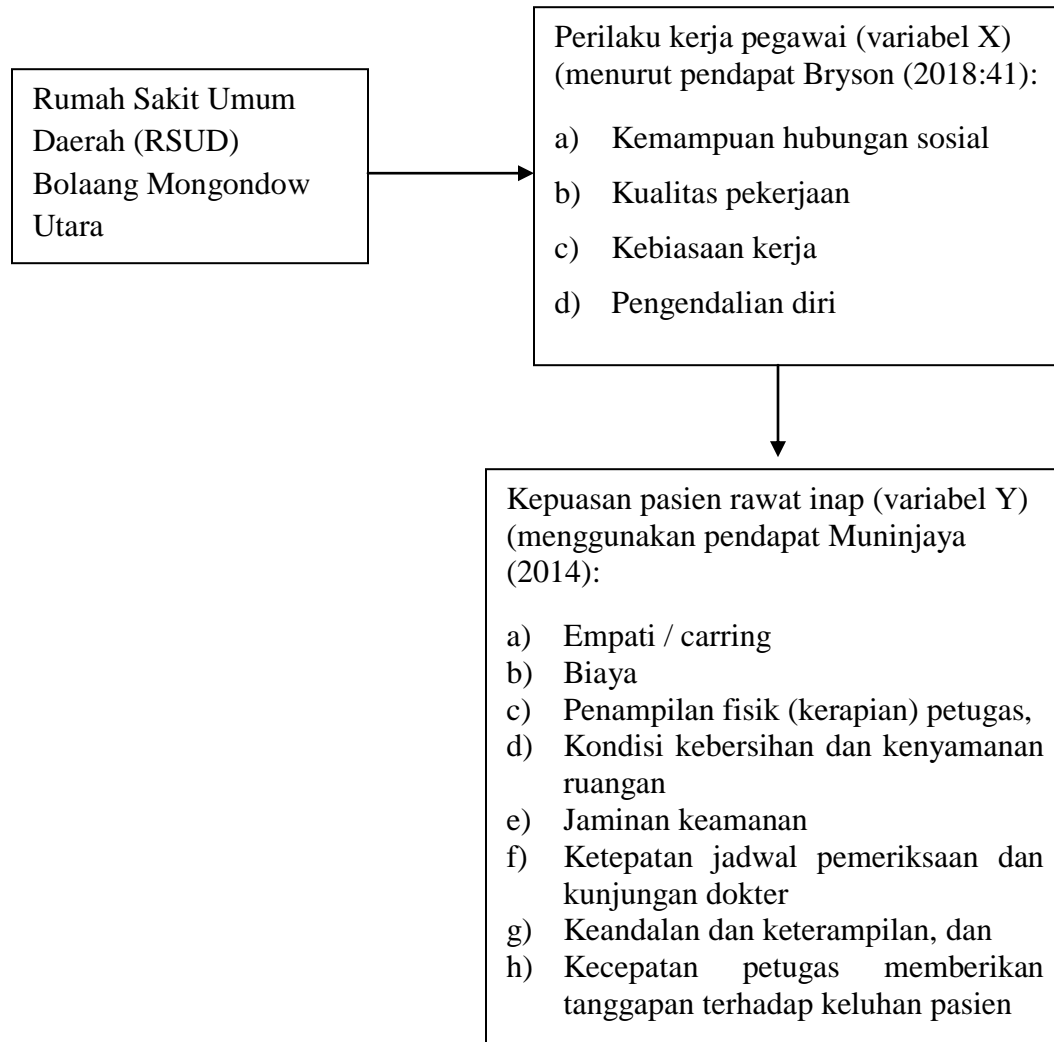 Rumah Sakit Umum
Daerah (RSUD)
Bolaang Mongondow
Utara
Perilaku kerja pegawai (variabel X)
(menurut pendapat Bryson (2018:41):
a) Kemampuan hubungan sosial
b) Kualitas pekerjaan
c) Kebiasaan kerja
d) Pengendalian diri
Kepuasan pasien rawat inap (variabel Y)
(menggunakan pendapat Muninjaya
(2014):
a) Empati / carring
b) Biaya
c) Penampilan fisik (kerapian) petugas,
d) Kondisi kebersihan dan kenyamanan
ruangan
e) Jaminan keamanan
f) Ketepatan jadwal pemeriksaan dan
kunjungan dokter
g) Keandalan dan keterampilan, dan
h) Kecepatan petugas memberikan
tanggapan terhadap keluhan pasien